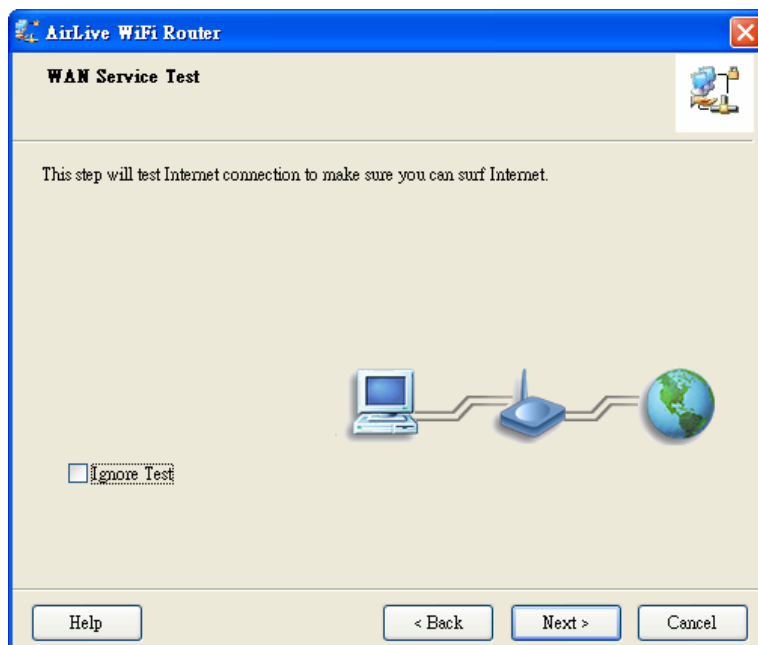 AirLive WiFi Router
WAN Service Test
This step will test Internet connection to make sure you can surf Internet.
Ignore Test
Help
< Back
Next >
Cancel